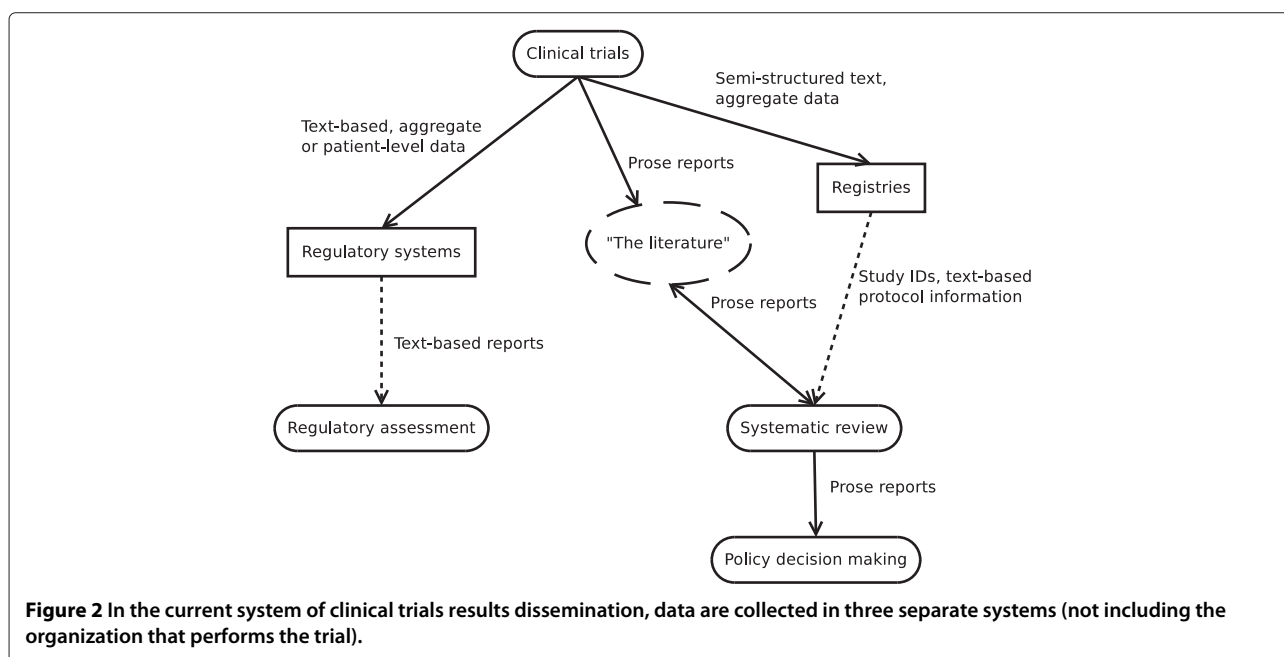 Clinical trials
Semi-structured text,
aggregate data
Text-based, aggregate
or patient-level data
Prose reports
Registries
Regulatory systems
"The literature"
Study IDs, text-based
protocol information
Prose reports
Text-based reports
Regulatory assessment
Systematic review
Prose reports
Policy decision making
Figure 2 In the current system of clinical trials results dissemination, data are collected in three separate systems (not including the
organization that performs the trial).